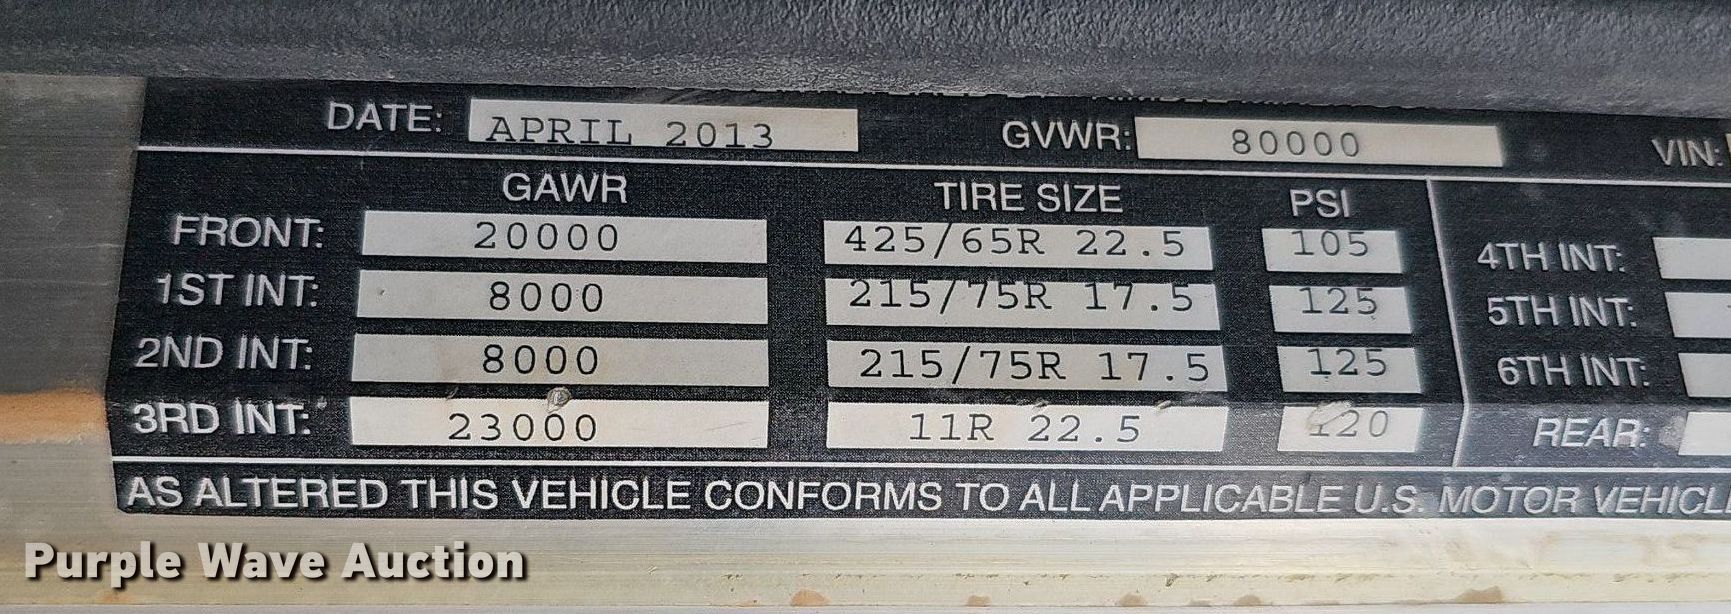 DATE: APRIL 2013 GVWR: 80000 VIN:
GAWR TIRE SIZE PSI
FRONT: 20000 425/65R 22.5 105 4TH INT:
1ST INT: 8000 215/75R 17.5 125 5TH INT:
2ND INT: 8000 215/75R 17.5 125 6TH INT:
3RD INT: 23000 11R 22.5 120 REAR:
AS ALTERED THIS VEHICLE CONFORMS TO ALL APPLICABLE U.S. MOTOR
Purple Wave Auction